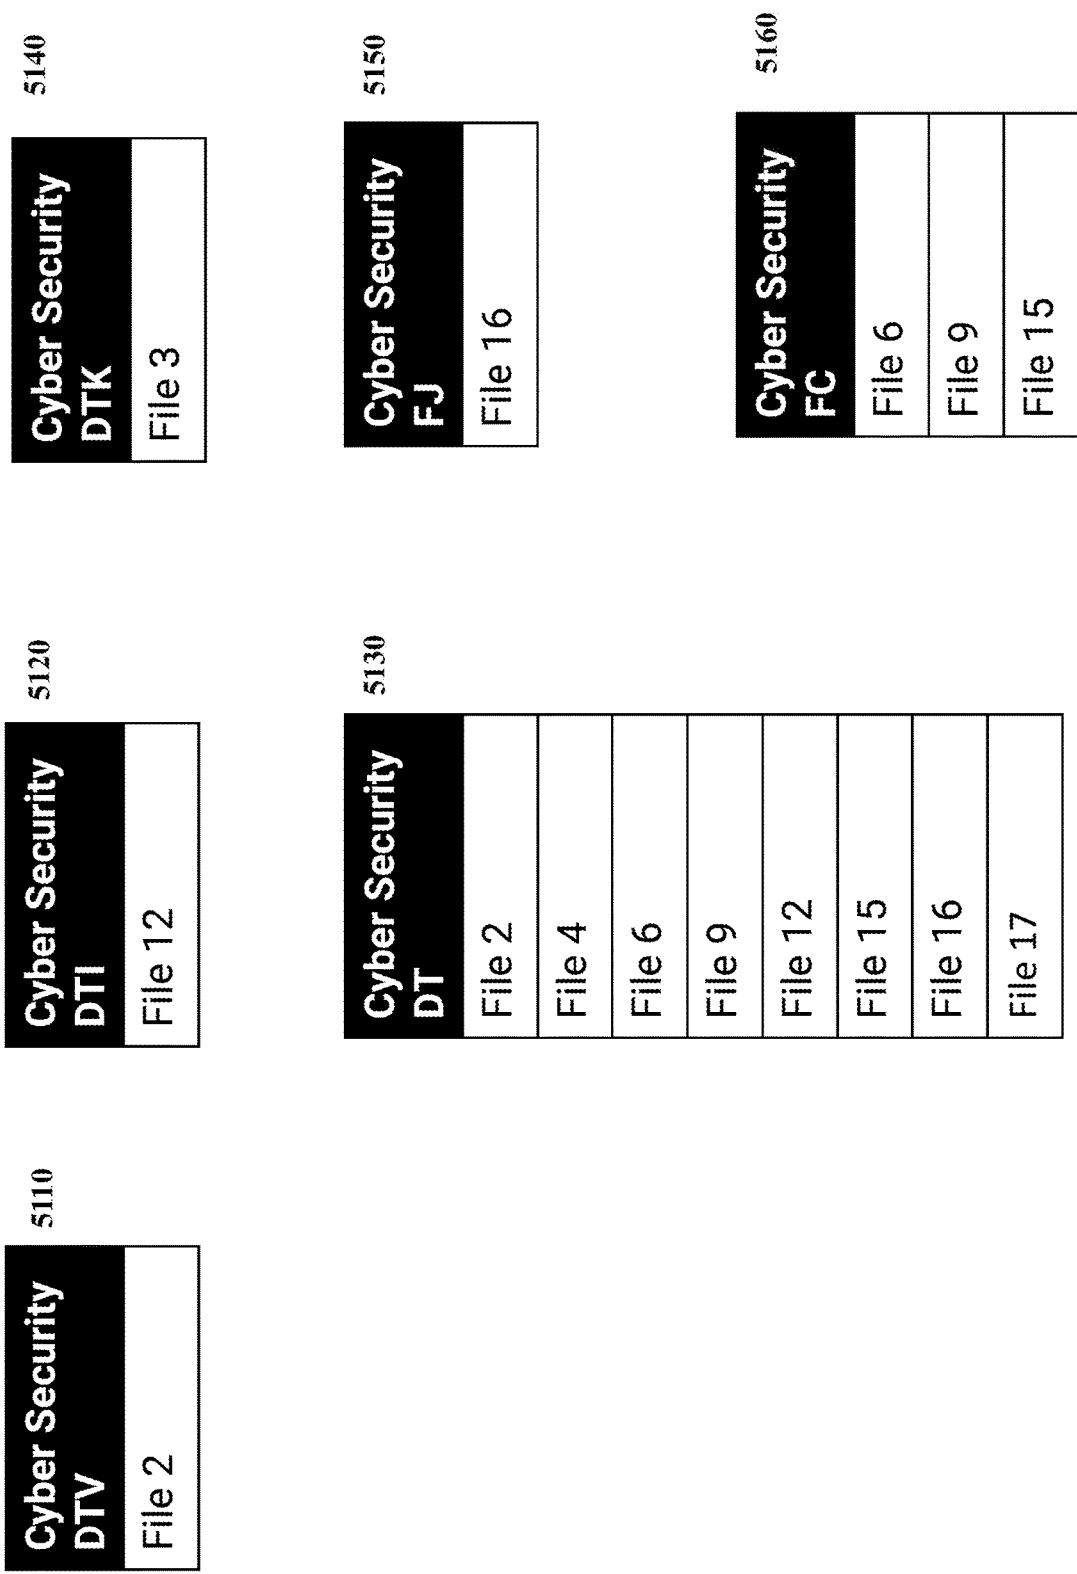 Cyber Security
DTV
File 2
5110
Cyber Security
DTI
File 12
5120
Cyber Security
DTK
File 3
5140
Cyber Security
DT
File 2
File 4
File 6
File 9
File 12
File 15
File 16
File 17
5130
Cyber Security
FJ
File 16
5150
Cyber Security
FC
File 6
File 9
File 15
5160